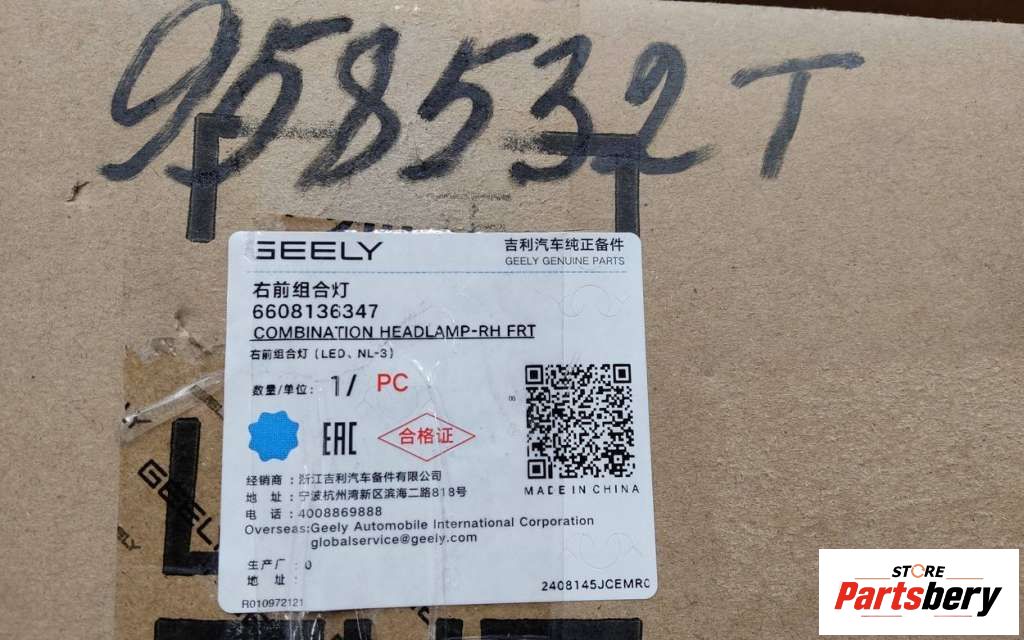 958532T
GEELY
吉利汽车纯正备件
GEELY GENUINE PARTS
右前组合灯
6608136347
COMBINATION HEADLAMP-RH FRT
右前组合灯(LED、NL-3)
数量/单位: 1/ PC
EAC
合格证
MADE IN CHINA
经销商:浙江吉利汽车备件有限公司
地 址:宁波杭州湾新区滨海二路818号
电 话:4008869888
Overseas:Geely Automobile International Corporation
globalservice@geely.com
生产厂:0
地 址:
R010972121
2408145JCEMRC
GEELY
STORE
Partsbery